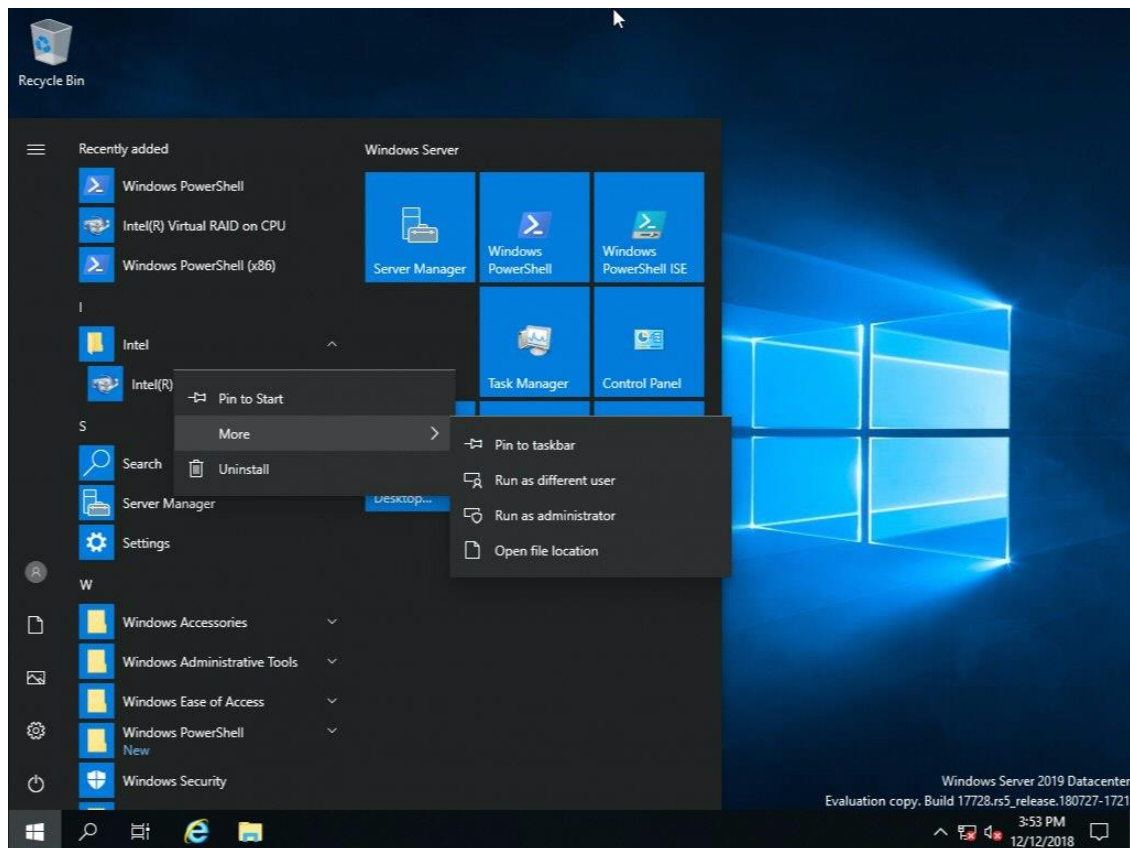 Recycle Bin
Recently added
Windows PowerShell
Intel(R) Virtual RAID on CPU
Windows PowerShell (x86)
I
Intel
Intel(R)
S
Search
Server Manager
Settings
W
Windows Accessories
Windows Administrative Tools
Windows Ease of Access
Windows PowerShell
New
Windows Security
Windows Server
Server Manager
Windows
PowerShell
Windows
PowerShell ISE
Task Manager
Control Panel
Desktop...
Pin to Start
More
Uninstall
Pin to taskbar
Run as different user
Run as administrator
Open file location
Windows Server 2019 Datacenter
Evaluation copy. Build 17728.rs5_release.180727-1721
3:53 PM
12/12/2018